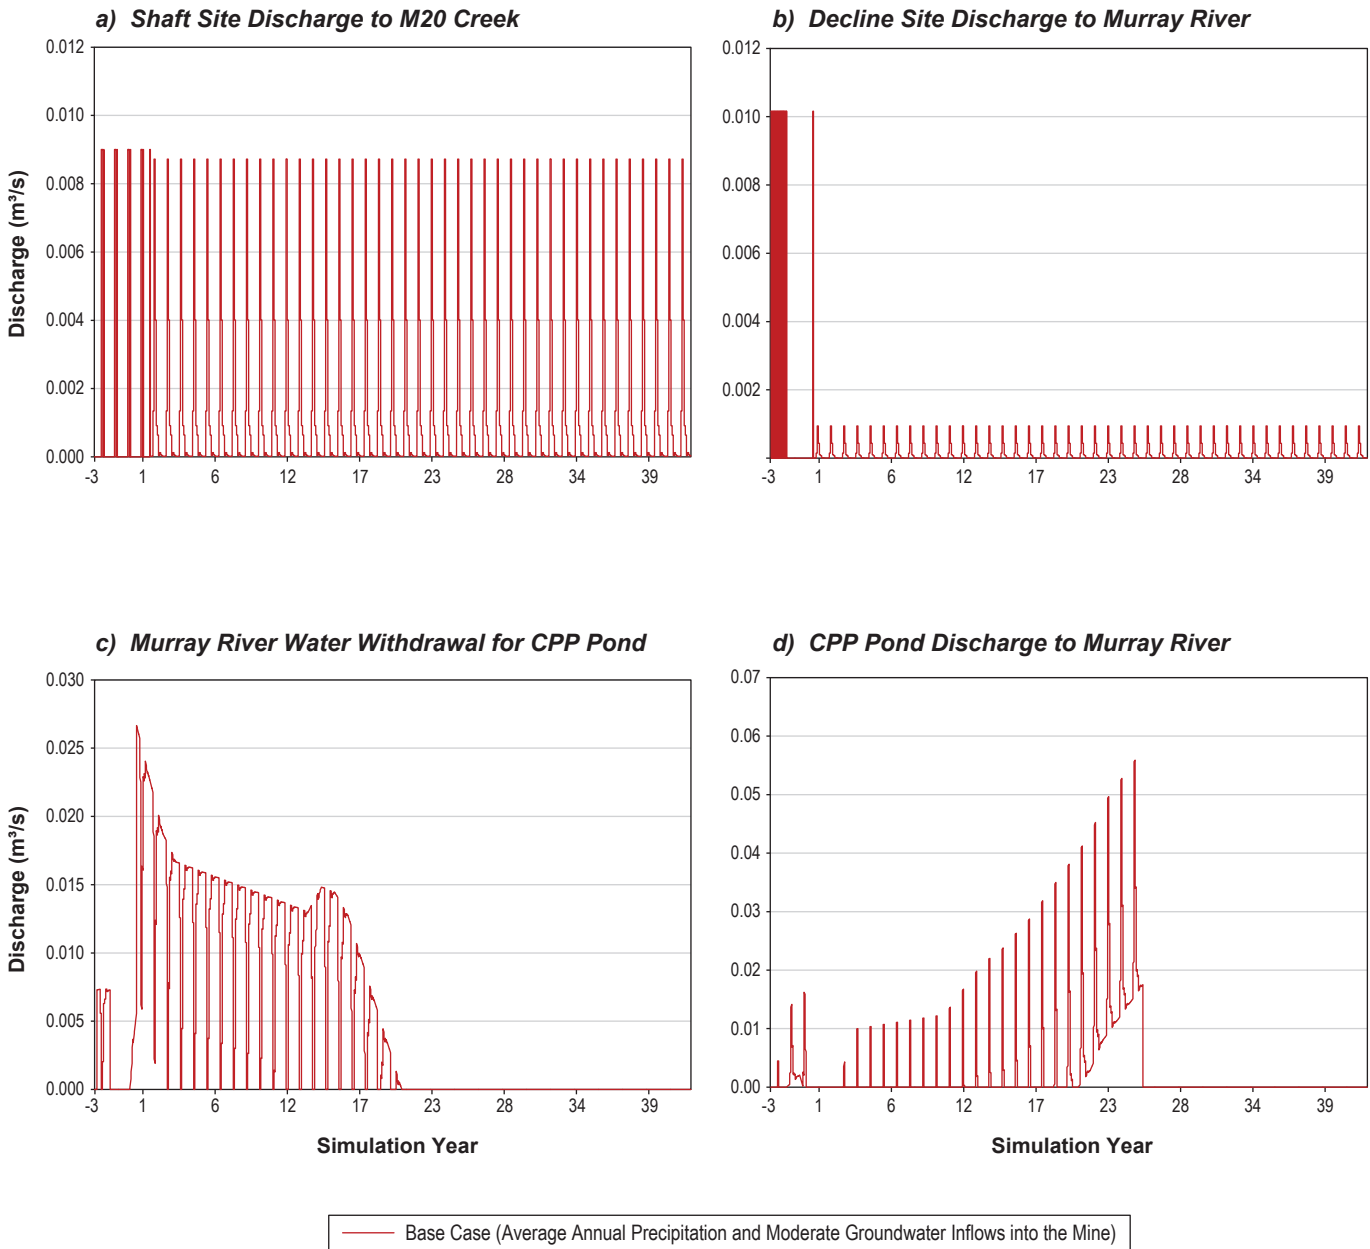 a) Shaft Site Discharge to M20 Creek
0.012
0.010
0.008
0.006
0.004
0.002
0.000
Discharge (m³/s)
-3 1 6 12 17 23 28 34 39
b) Decline Site Discharge to Murray River
0.012
0.010
0.008
0.006
0.004
0.002
-3 1 6 12 17 23 28 34 39
c) Murray River Water Withdrawal for CPP Pond
0.030
0.025
0.020
0.015
0.010
0.005
0.000
Discharge (m³/s)
-3 1 6 12 17 23 28 34 39
Simulation Year
d) CPP Pond Discharge to Murray River
0.07
0.06
0.05
0.04
0.03
0.02
0.01
0.00
-3 1 6 12 17 23 28 34 39
Simulation Year
Base Case (Average Annual Precipitation and Moderate Groundwater Inflows into the Mine)